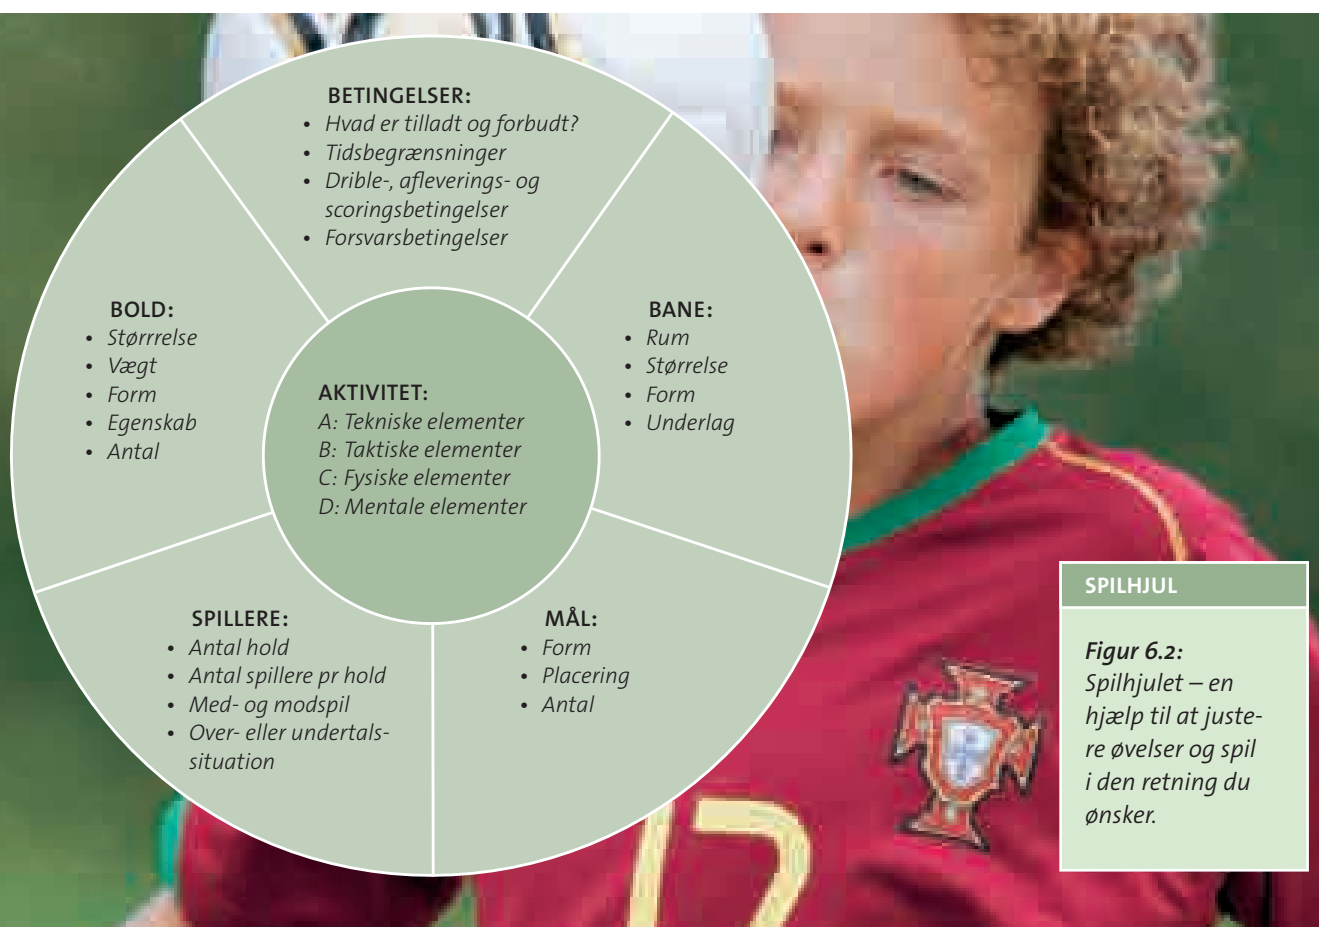 BETINGELSER:
• Hvad er tilladt og forbudt?
• Tidsbegrænsninger
• Drible-, afleverings- og
scoringsbetingelser
• Forsvarsbetingelser
BOLD:
• Størrrelse
• Vægt
• Form
• Egenskab
• Antal
BANE:
• Rum
• Størrelse
• Form
• Underlag
AKTIVITET:
A: Tekniske elementer
B: Taktiske elementer
C: Fysiske elementer
D: Mentale elementer
SPILLERE:
• Antal hold
• Antal spillere pr hold
• Med- og modspil
• Over- eller undertals-
situation
MÅL:
• Form
• Placering
• Antal
SPILHJUL
Figur 6.2:
Spilhjulet – en
hjælp til at juste-
re øvelser og spil
i den retning du
ønsker.
17